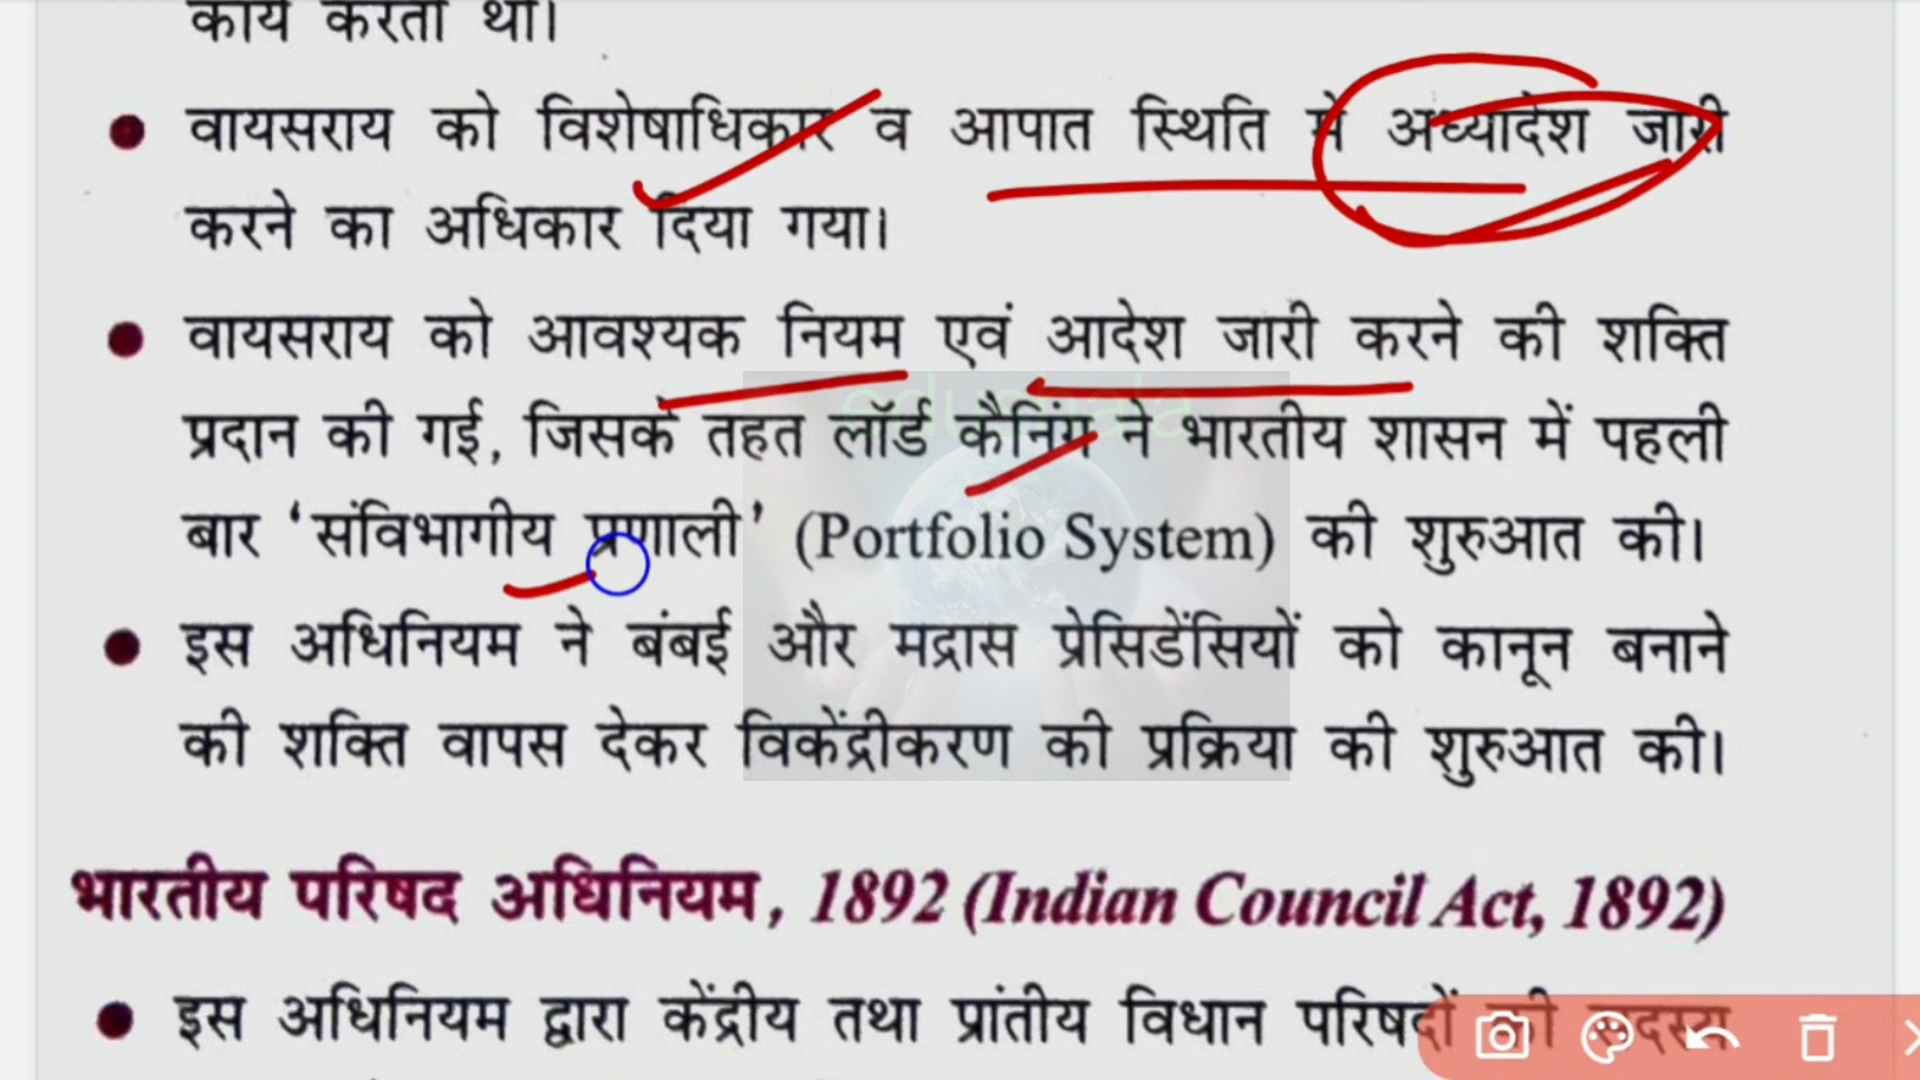 कार्य करता था।
● वायसराय को विशेषाधिकार व आपात स्थिति में अध्यादेश जारी
करने का अधिकार दिया गया।
● वायसराय को आवश्यक नियम एवं आदेश जारी करने की शक्ति
प्रदान की गई, जिसके तहत लॉर्ड कैनिंग ने भारतीय शासन में पहली
बार ‘संविभागीय प्रणाली’ (Portfolio System) की शुरुआत की।
● इस अधिनियम ने बंबई और मद्रास प्रेसिडेंसियों को कानून बनाने
की शक्ति वापस देकर विकेंद्रीकरण की प्रक्रिया की शुरुआत की।
भारतीय परिषद अधिनियम, 1892 (Indian Council Act, 1892)
● इस अधिनियम द्वारा केंद्रीय तथा प्रांतीय विधान परिषदों की सदस्य